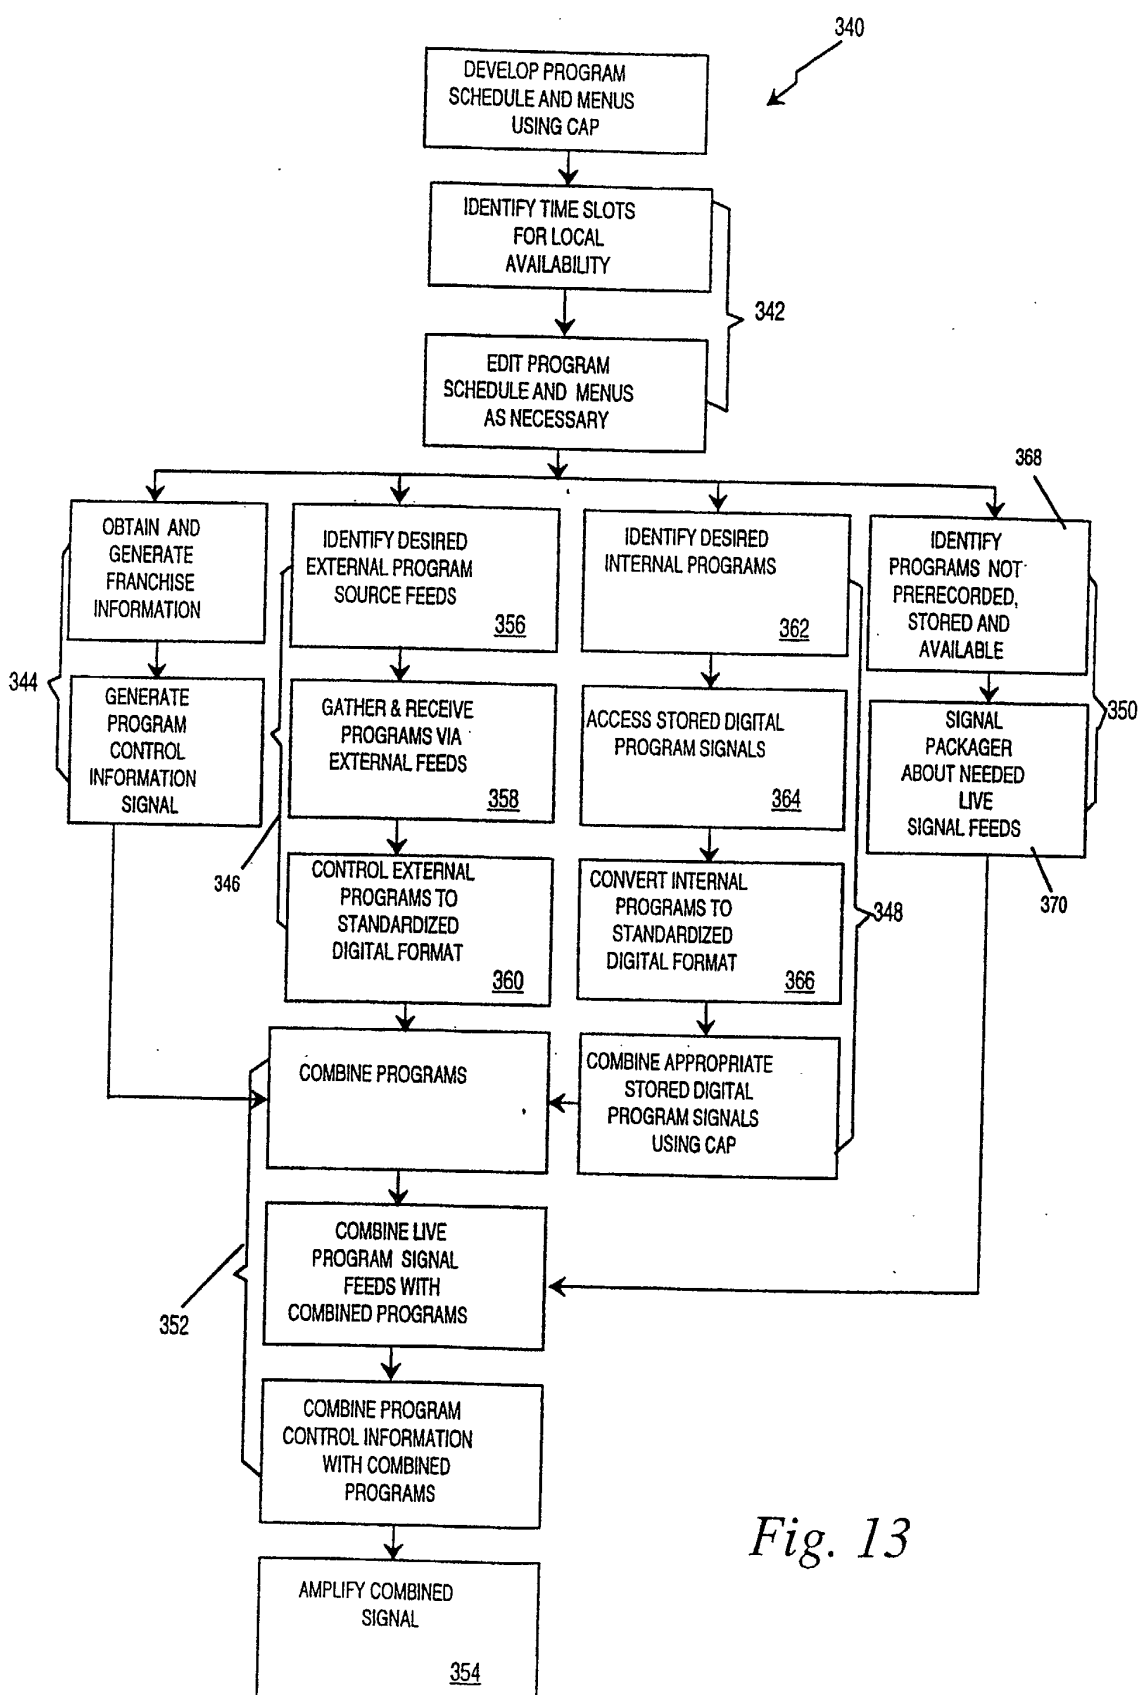 340
DEVELOP PROGRAM
SCHEDULE AND MENUS
USING CAP
IDENTIFY TIME SLOTS
FOR LOCAL
AVAILABILITY
342
EDIT PROGRAM
SCHEDULE AND MENUS
AS NECESSARY
368
OBTAIN AND
GENERATE
FRANCHISE
INFORMATION
IDENTIFY DESIRED
EXTERNAL PROGRAM
SOURCE FEEDS
356
IDENTIFY DESIRED
INTERNAL PROGRAMS
362
IDENTIFY
PROGRAMS NOT
PRERECORDED,
STORED AND
AVAILABLE
344
350
GENERATE
PROGRAM
CONTROL
INFORMATION
SIGNAL
GATHER & RECEIVE
PROGRAMS VIA
EXTERNAL FEEDS
358
ACCESS STORED DIGITAL
PROGRAM SIGNALS
364
SIGNAL
PACKAGER
ABOUT NEEDED
LIVE
SIGNAL FEEDS
346
370
CONTROL EXTERNAL
PROGRAMS TO
STANDARDIZED
DIGITAL FORMAT
360
CONVERT INTERNAL
PROGRAMS TO
STANDARDIZED
DIGITAL FORMAT
366
348
COMBINE PROGRAMS
COMBINE APPROPRIATE
STORED DIGITAL
PROGRAM SIGNALS
USING CAP
COMBINE LIVE
PROGRAM SIGNAL
FEEDS WITH
COMBINED PROGRAMS
352
COMBINE PROGRAM
CONTROL INFORMATION
WITH COMBINED
PROGRAMS
Fig. 13
AMPLIFY COMBINED
SIGNAL
354